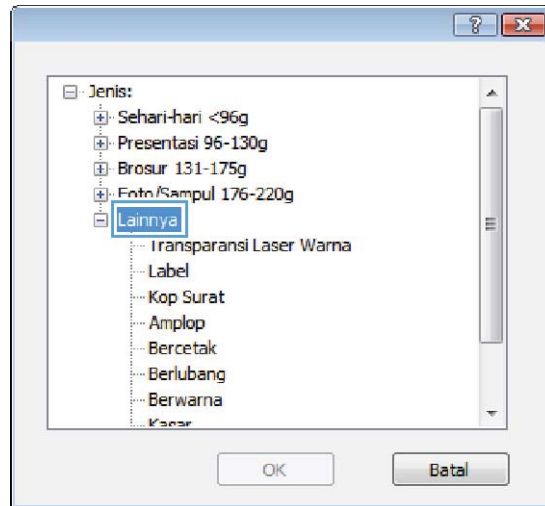 Jenis:
Sehari-hari <96g
Presentasi 96-130g
Brosur 131-175g
Foto/Sampul 176-220g
Lainnya
Transparansi Laser Warna
Label
Kop Surat
Amplop
Bercetak
Berlubang
Berwarna
Kasar
OK
Batal